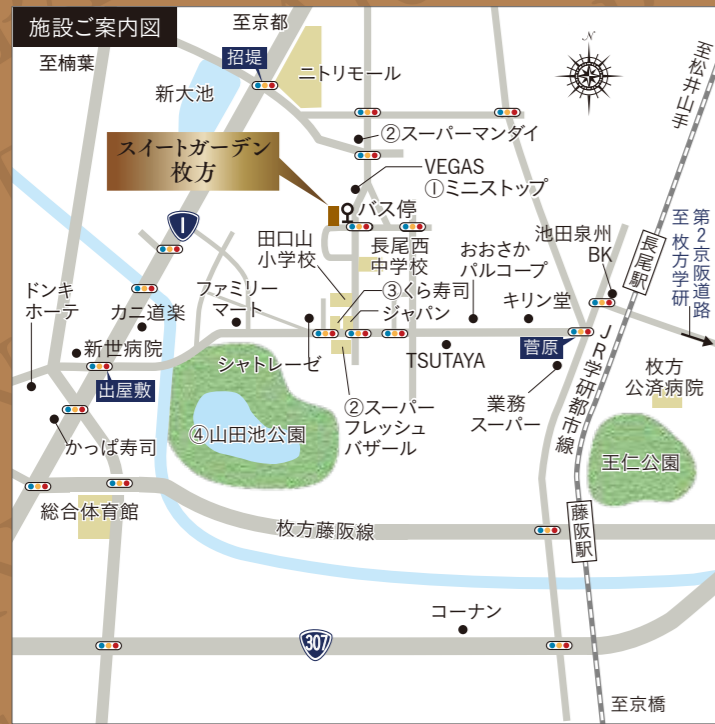 施設ご案内図
至京都
至楠葉
招堤
ニトリモール
新大池
N
至松井山手
②スーパーマンダイ
スイートガーデン
枚方
VEGAS
①ミニストップ
バス停
1
田口山
小学校
長尾西
中学校
おおさか
パルコープ
池田泉州
BK
長尾駅
第2京阪道路
至 枚方学研
ドンキ
ホーテ
カニ道楽
ファミリー
マート
③くら寿司
ジャパン
キリン堂
新世病院
シャトレーゼ
TSUTAYA
菅原
JR学研都市線
枚方
公済病院
出屋敷
②スーパー
フレッシュ
バザール
業務
スーパー
かっぱ寿司
④山田池公園
王仁公園
総合体育館
枚方藤阪線
藤阪駅
コーナン
307
至京橋